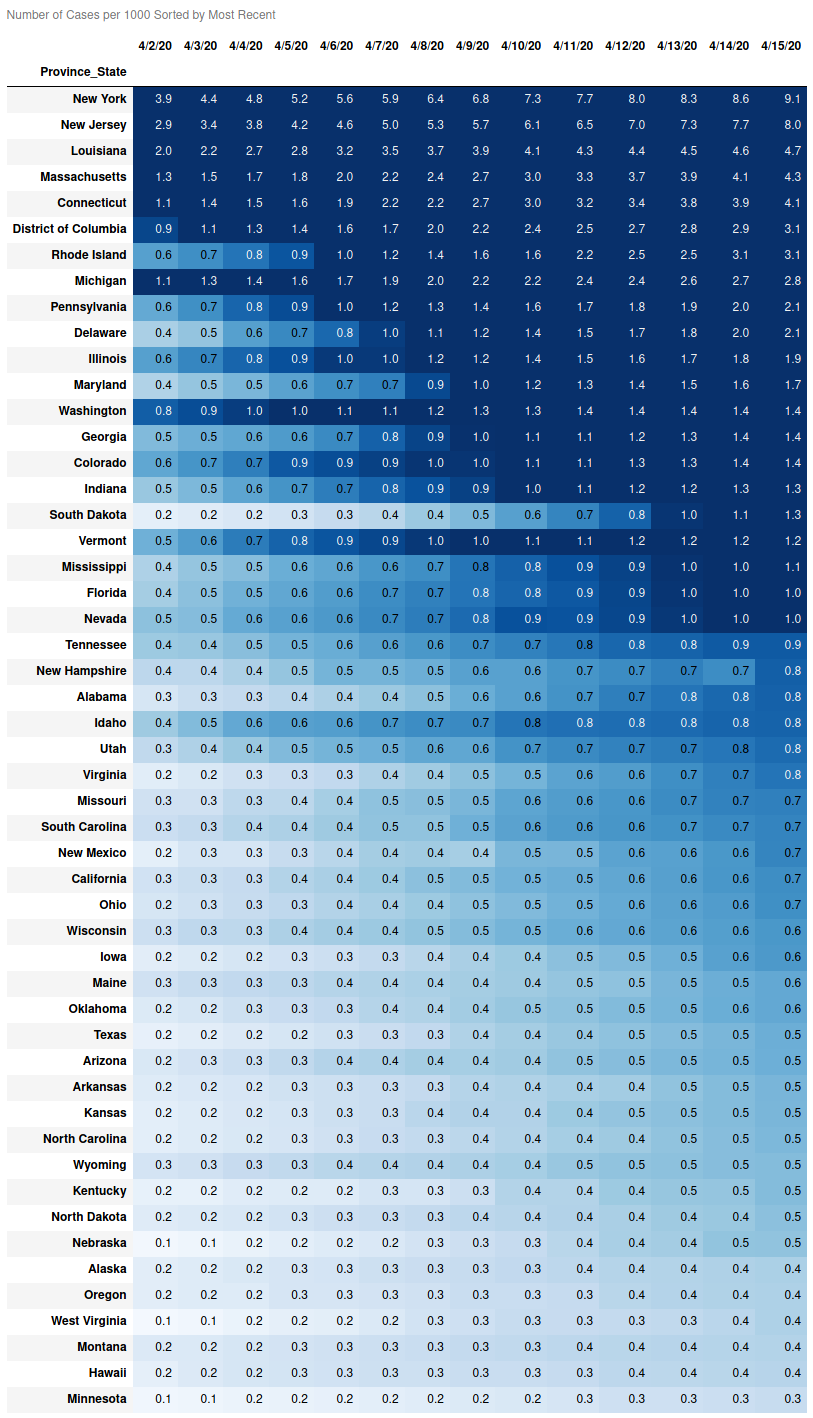 Number of Cases per 1000 Sorted by Most Recent
4/2/20 4/3/20 4/4/20 4/5/20 4/6/20 4/7/20 4/8/20 4/9/20 4/10/20 4/11/20 4/12/20 4/13/20 4/14/20 4/15/20
Province_State
New York 3.9 4.4 4.8 5.2 5.6 5.9 6.4 6.8 7.3 7.7 8.0 8.3 8.6 9.1
New Jersey 2.9 3.4 3.8 4.2 4.6 5.0 5.3 5.7 6.1 6.5 7.0 7.3 7.7 8.0
Louisiana 2.0 2.2 2.7 2.8 3.2 3.5 3.7 3.9 4.1 4.3 4.4 4.5 4.6 4.7
Massachusetts 1.3 1.5 1.7 1.8 2.0 2.2 2.4 2.7 3.0 3.3 3.7 3.9 4.1 4.3
Connecticut 1.1 1.4 1.5 1.6 1.9 2.2 2.2 2.7 3.0 3.2 3.4 3.8 3.9 4.1
District of Columbia 0.9 1.1 1.3 1.4 1.6 1.7 2.0 2.2 2.4 2.5 2.7 2.8 2.9 3.1
Rhode Island 0.6 0.7 0.8 0.9 1.0 1.2 1.4 1.6 1.6 2.2 2.5 2.5 3.1 3.1
Michigan 1.1 1.3 1.4 1.6 1.7 1.9 2.0 2.2 2.2 2.4 2.4 2.6 2.7 2.8
Pennsylvania 0.6 0.7 0.8 0.9 1.0 1.2 1.3 1.4 1.6 1.7 1.8 1.9 2.0 2.1
Delaware 0.4 0.5 0.6 0.7 0.8 1.0 1.1 1.2 1.4 1.5 1.7 1.8 2.0 2.1
Illinois 0.6 0.7 0.8 0.9 1.0 1.0 1.2 1.2 1.4 1.5 1.6 1.7 1.8 1.9
Maryland 0.4 0.5 0.5 0.6 0.7 0.7 0.9 1.0 1.2 1.3 1.4 1.5 1.6 1.7
Washington 0.8 0.9 1.0 1.0 1.1 1.1 1.2 1.3 1.3 1.4 1.4 1.4 1.4 1.4
Georgia 0.5 0.5 0.6 0.6 0.7 0.8 0.9 1.0 1.1 1.1 1.2 1.3 1.4 1.4
Colorado 0.6 0.7 0.7 0.9 0.9 0.9 1.0 1.0 1.1 1.1 1.3 1.3 1.4 1.4
Indiana 0.5 0.5 0.6 0.7 0.7 0.8 0.9 0.9 1.0 1.1 1.2 1.2 1.3 1.3
South Dakota 0.2 0.2 0.2 0.3 0.3 0.4 0.4 0.5 0.6 0.7 0.8 1.0 1.1 1.3
Vermont 0.5 0.6 0.7 0.8 0.9 0.9 1.0 1.0 1.1 1.1 1.2 1.2 1.2 1.2
Mississippi 0.4 0.5 0.5 0.6 0.6 0.6 0.7 0.8 0.8 0.9 0.9 1.0 1.0 1.1
Florida 0.4 0.5 0.5 0.6 0.6 0.7 0.7 0.8 0.8 0.9 0.9 1.0 1.0 1.0
Nevada 0.5 0.5 0.6 0.6 0.6 0.7 0.7 0.8 0.9 0.9 0.9 1.0 1.0 1.0
Tennessee 0.4 0.4 0.5 0.5 0.6 0.6 0.6 0.7 0.7 0.8 0.8 0.8 0.9 0.9
New Hampshire 0.4 0.4 0.4 0.5 0.5 0.5 0.5 0.6 0.6 0.7 0.7 0.7 0.7 0.8
Alabama 0.3 0.3 0.3 0.4 0.4 0.4 0.5 0.6 0.6 0.7 0.7 0.8 0.8 0.8
Idaho 0.4 0.5 0.6 0.6 0.6 0.7 0.7 0.7 0.8 0.8 0.8 0.8 0.8 0.8
Utah 0.3 0.4 0.4 0.5 0.5 0.5 0.6 0.6 0.7 0.7 0.7 0.7 0.8 0.8
Virginia 0.2 0.2 0.3 0.3 0.3 0.4 0.4 0.5 0.5 0.6 0.6 0.7 0.7 0.8
Missouri 0.3 0.3 0.3 0.4 0.4 0.5 0.5 0.5 0.6 0.6 0.6 0.7 0.7 0.7
South Carolina 0.3 0.3 0.4 0.4 0.4 0.5 0.5 0.5 0.6 0.6 0.6 0.7 0.7 0.7
New Mexico 0.2 0.3 0.3 0.3 0.4 0.4 0.4 0.4 0.5 0.5 0.6 0.6 0.6 0.7
California 0.3 0.3 0.3 0.4 0.4 0.4 0.5 0.5 0.5 0.5 0.6 0.6 0.6 0.7
Ohio 0.2 0.3 0.3 0.3 0.4 0.4 0.4 0.5 0.5 0.5 0.6 0.6 0.6 0.7
Wisconsin 0.3 0.3 0.3 0.4 0.4 0.4 0.5 0.5 0.5 0.6 0.6 0.6 0.6 0.6
Iowa 0.2 0.2 0.2 0.3 0.3 0.3 0.4 0.4 0.4 0.5 0.5 0.5 0.6 0.6
Maine 0.3 0.3 0.3 0.3 0.4 0.4 0.4 0.4 0.4 0.5 0.5 0.5 0.5 0.6
Oklahoma 0.2 0.2 0.3 0.3 0.3 0.4 0.4 0.4 0.5 0.5 0.5 0.5 0.6 0.6
Texas 0.2 0.2 0.2 0.2 0.3 0.3 0.3 0.4 0.4 0.4 0.5 0.5 0.5 0.5
Arizona 0.2 0.3 0.3 0.3 0.4 0.4 0.4 0.4 0.4 0.5 0.5 0.5 0.5 0.5
Arkansas 0.2 0.2 0.2 0.3 0.3 0.3 0.3 0.4 0.4 0.4 0.4 0.5 0.5 0.5
Kansas 0.2 0.2 0.2 0.3 0.3 0.3 0.4 0.4 0.4 0.4 0.5 0.5 0.5 0.5
North Carolina 0.2 0.2 0.2 0.3 0.3 0.3 0.3 0.4 0.4 0.4 0.4 0.5 0.5 0.5
Wyoming 0.3 0.3 0.3 0.3 0.4 0.4 0.4 0.4 0.4 0.5 0.5 0.5 0.5 0.5
Kentucky 0.2 0.2 0.2 0.2 0.2 0.3 0.3 0.3 0.4 0.4 0.4 0.5 0.5 0.5
North Dakota 0.2 0.2 0.2 0.3 0.3 0.3 0.3 0.4 0.4 0.4 0.4 0.4 0.4 0.5
Nebraska 0.1 0.1 0.2 0.2 0.2 0.2 0.3 0.3 0.3 0.4 0.4 0.4 0.5 0.5
Alaska 0.2 0.2 0.2 0.3 0.3 0.3 0.3 0.3 0.3 0.4 0.4 0.4 0.4 0.4
Oregon 0.2 0.2 0.2 0.3 0.3 0.3 0.3 0.3 0.3 0.3 0.4 0.4 0.4 0.4
West Virginia 0.1 0.1 0.2 0.2 0.2 0.2 0.3 0.3 0.3 0.3 0.3 0.3 0.4 0.4
Montana 0.2 0.2 0.2 0.3 0.3 0.3 0.3 0.3 0.3 0.4 0.4 0.4 0.4 0.4
Hawaii 0.2 0.2 0.2 0.3 0.3 0.3 0.3 0.3 0.3 0.3 0.4 0.4 0.4 0.4
Minnesota 0.1 0.1 0.2 0.2 0.2 0.2 0.2 0.2 0.2 0.3 0.3 0.3 0.3 0.3